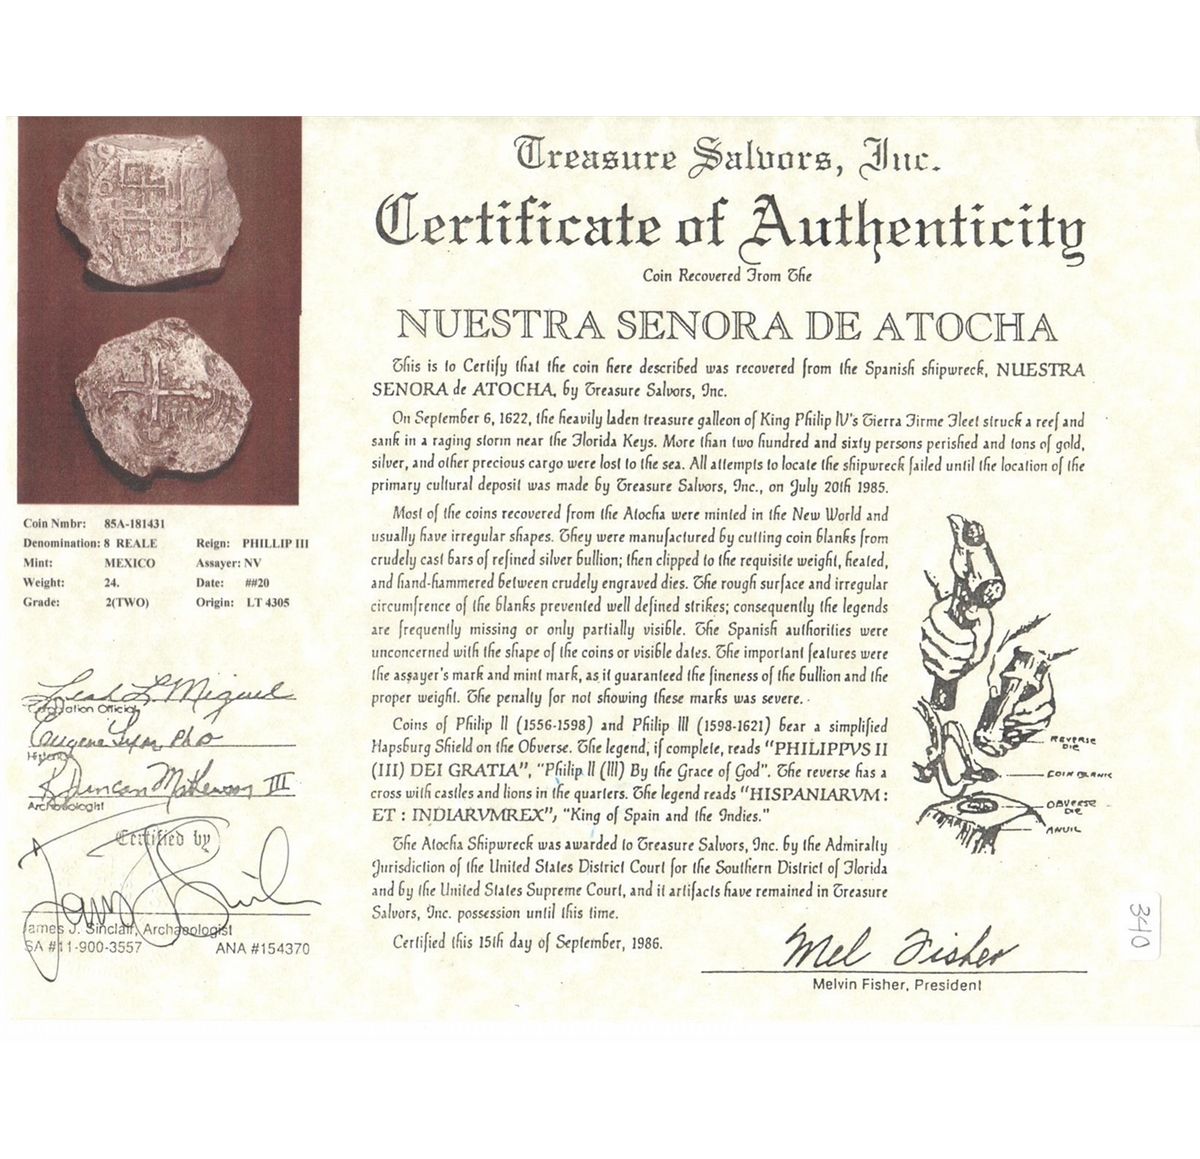 Treasure Salvors, Inc.
Certificate of Authenticity
Coin Recovered From The
NUESTRA SENORA DE ATOCHA
This is to Certify that the coin here described was recovered from the Spanish shipwreck, NUESTRA
SENORA de ATOCHA, by Treasure Salvors, Inc.
On September 6, 1622, the heavily laden treasure galleon of King Philip IV's Tierra Firme Fleet struck a reef and
sank in a raging storm near the Florida Keys. More than two hundred and sixty persons perished and tons of gold,
silver, and other precious cargo were lost to the sea. All attempts to locate the shipwreck failed until the location of the
primary cultural deposit was made by Treasure Salvors, Inc., on July 20th 1985.
Most of the coins recovered from the Atocha were minted in the New World and
usually have irregular shapes. They were manufactured by cutting coin blanks from
crudely cast bars of refined silver bullion; then clipped to the requisite weight, heated,
and hand-hammered between crudely engraved dies. The rough surface and irregular
circumfrence of the blanks prevented well defined strikes; consequently the legends
are frequently missing or only partially visible. The Spanish authorities were
unconcerned with the shape of the coins or visible dates. The important features were
the assayer's mark and mint mark, as it guaranteed the fineness of the bullion and the
proper weight. The penalty for not showing these marks was severe.
Coins of Philip II (1556-1598) and Philip III (1598-1621) bear a simplified
Hapsburg Shield on the Obverse. The legend, if complete, reads "PHILIPPVS II
(III) DEI GRATIA", "Philip II (III) By the Grace of God". The reverse has a
cross with castles and lions in the quarters. The legend reads "HISPANIARVM :
ET : INDIARVMREX", "King of Spain and the Indies."
The Atocha Shipwreck was awarded to Treasure Salvors, Inc. by the Admiralty
Jurisdiction of the United States District Court for the Southern District of Florida
and by the United States Supreme Court, and it artifacts have remained in Treasure
Salvors, Inc. possession until this time.
Certified this 15th day of September, 1986.
Mel Fisher
Melvin Fisher, President
REVERSE
DIE
COIN BLANK
OBVERSE
DIE
ANVIL
340
Coin Nmbr: 85A-181431
Denomination: 8 REALE Reign: PHILLIP III
Mint: MEXICO Assayer: NV
Weight: 24. Date: ##20
Grade: 2(TWO) Origin: LT 4305
Leah L. Miguel
Official
Eugene Lyon PhD
Historian
R Duncan Mathewson III
Archaeologist
Certified by
James J. Sinclair, Archaeologist
SA #11-900-3557 ANA #154370